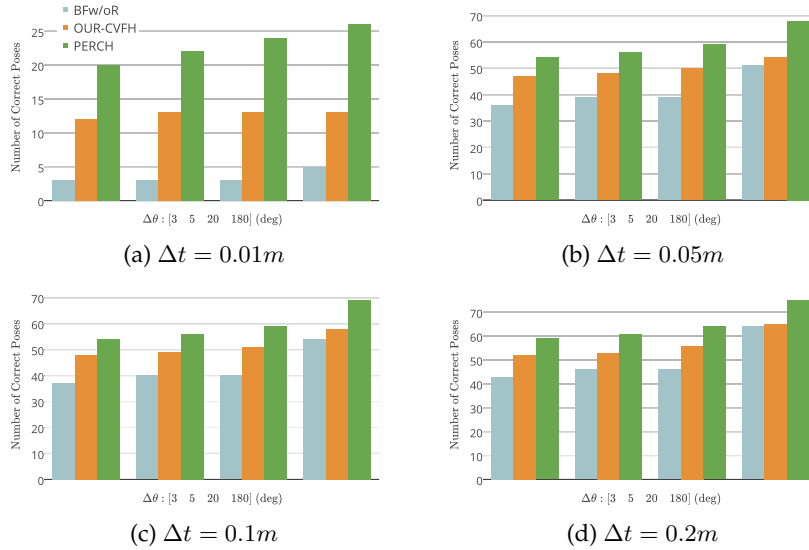 BFw/oR
OUR-CVFH
PERCH
Number of Correct Poses
25
20
15
10
5
0
Δθ : [3 5 20 180] (deg)
(a) Δt = 0.01m
Number of Correct Poses
70
60
50
40
30
20
10
0
Δθ : [3 5 20 180] (deg)
(b) Δt = 0.05m
Number of Correct Poses
70
60
50
40
30
20
10
0
Δθ : [3 5 20 180] (deg)
(c) Δt = 0.1m
Number of Correct Poses
70
60
50
40
30
20
10
0
Δθ : [3 5 20 180] (deg)
(d) Δt = 0.2m